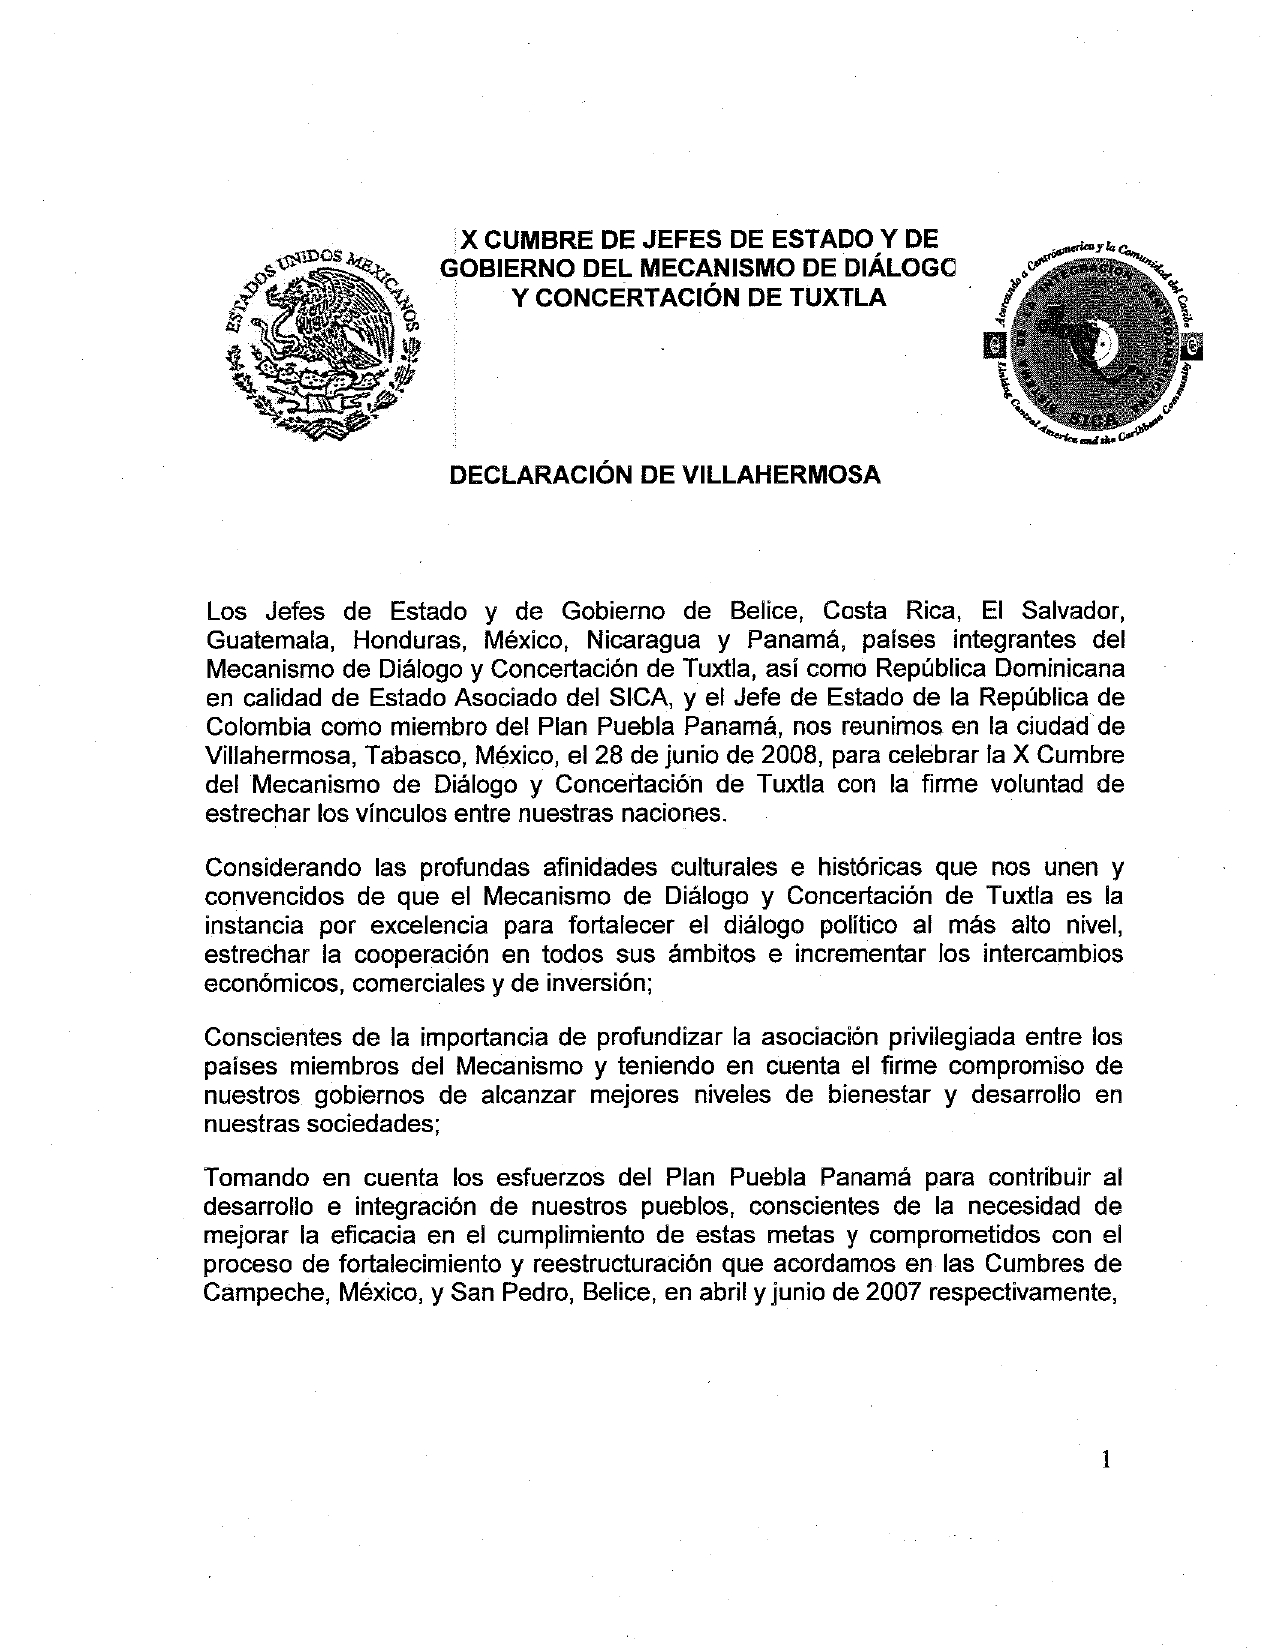 X CUMBRE DE JEFES DE ESTADO Y DE
GOBIERNO DEL MECANISMO DE DIÁLOGO
Y CONCERTACIÓN DE TUXTLA
ESTADOS UNIDOS MEXICANOS
Acercando a Centroamerica y la Comunidad del Caribe
SICA
Linking Central America and the Caribbean Community
DECLARACIÓN DE VILLAHERMOSA
Los Jefes de Estado y de Gobierno de Belice, Costa Rica, El Salvador,
Guatemala, Honduras, México, Nicaragua y Panamá, países integrantes del
Mecanismo de Diálogo y Concertación de Tuxtla, así como República Dominicana
en calidad de Estado Asociado del SICA, y el Jefe de Estado de la República de
Colombia como miembro del Plan Puebla Panamá, nos reunimos en la ciudad de
Villahermosa, Tabasco, México, el 28 de junio de 2008, para celebrar la X Cumbre
del Mecanismo de Diálogo y Concertación de Tuxtla con la firme voluntad de
estrechar los vínculos entre nuestras naciones.
Considerando las profundas afinidades culturales e históricas que nos unen y
convencidos de que el Mecanismo de Diálogo y Concertación de Tuxtla es la
instancia por excelencia para fortalecer el diálogo político al más alto nivel,
estrechar la cooperación en todos sus ámbitos e incrementar los intercambios
económicos, comerciales y de inversión;
Conscientes de la importancia de profundizar la asociación privilegiada entre los
países miembros del Mecanismo y teniendo en cuenta el firme compromiso de
nuestros gobiernos de alcanzar mejores niveles de bienestar y desarrollo en
nuestras sociedades;
Tomando en cuenta los esfuerzos del Plan Puebla Panamá para contribuir al
desarrollo e integración de nuestros pueblos, conscientes de la necesidad de
mejorar la eficacia en el cumplimiento de estas metas y comprometidos con el
proceso de fortalecimiento y reestructuración que acordamos en las Cumbres de
Campeche, México, y San Pedro, Belice, en abril y junio de 2007 respectivamente,
1